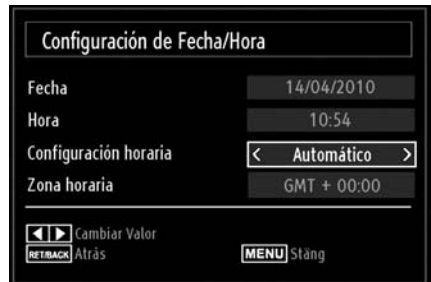 Configuración de Fecha/Hora
Fecha 14/04/2010
Hora 10:54
Configuración horaria < Automático >
Zona horaria GMT + 00:00
Cambiar Valor
RET/BACK Atrás MENU Stäng